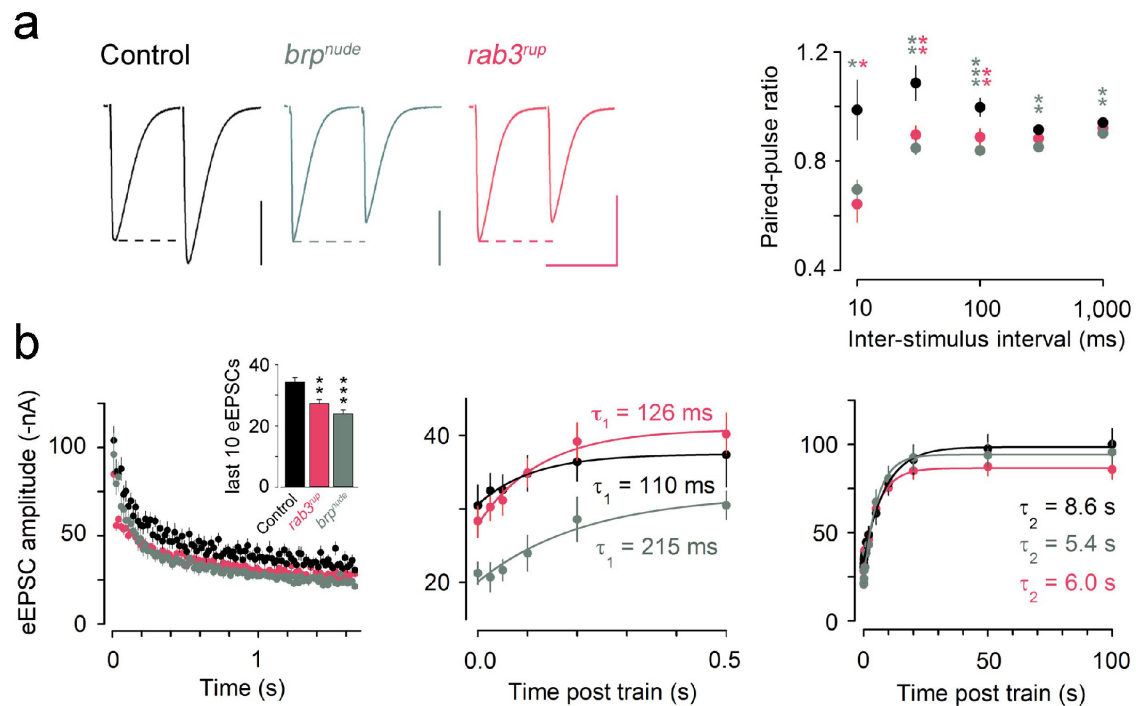 a
Control
brp^nude
rab3^rup
Paired-pulse ratio
1.2
1.0
0.8
0.4
** ** *** ** ** **
10
100
1,000
Inter-stimulus interval (ms)
b
eEPSC amplitude (-nA)
100
50
0
0
1
Time (s)
last 10 eEPSCs
40
20
0
**
***
Control
rab3^rup
brp^nude
40
20
τ1 = 126 ms
τ1 = 110 ms
τ1 = 215 ms
0.0
0.5
Time post train (s)
100
50
0
τ2 = 8.6 s
τ2 = 5.4 s
τ2 = 6.0 s
0
50
100
Time post train (s)